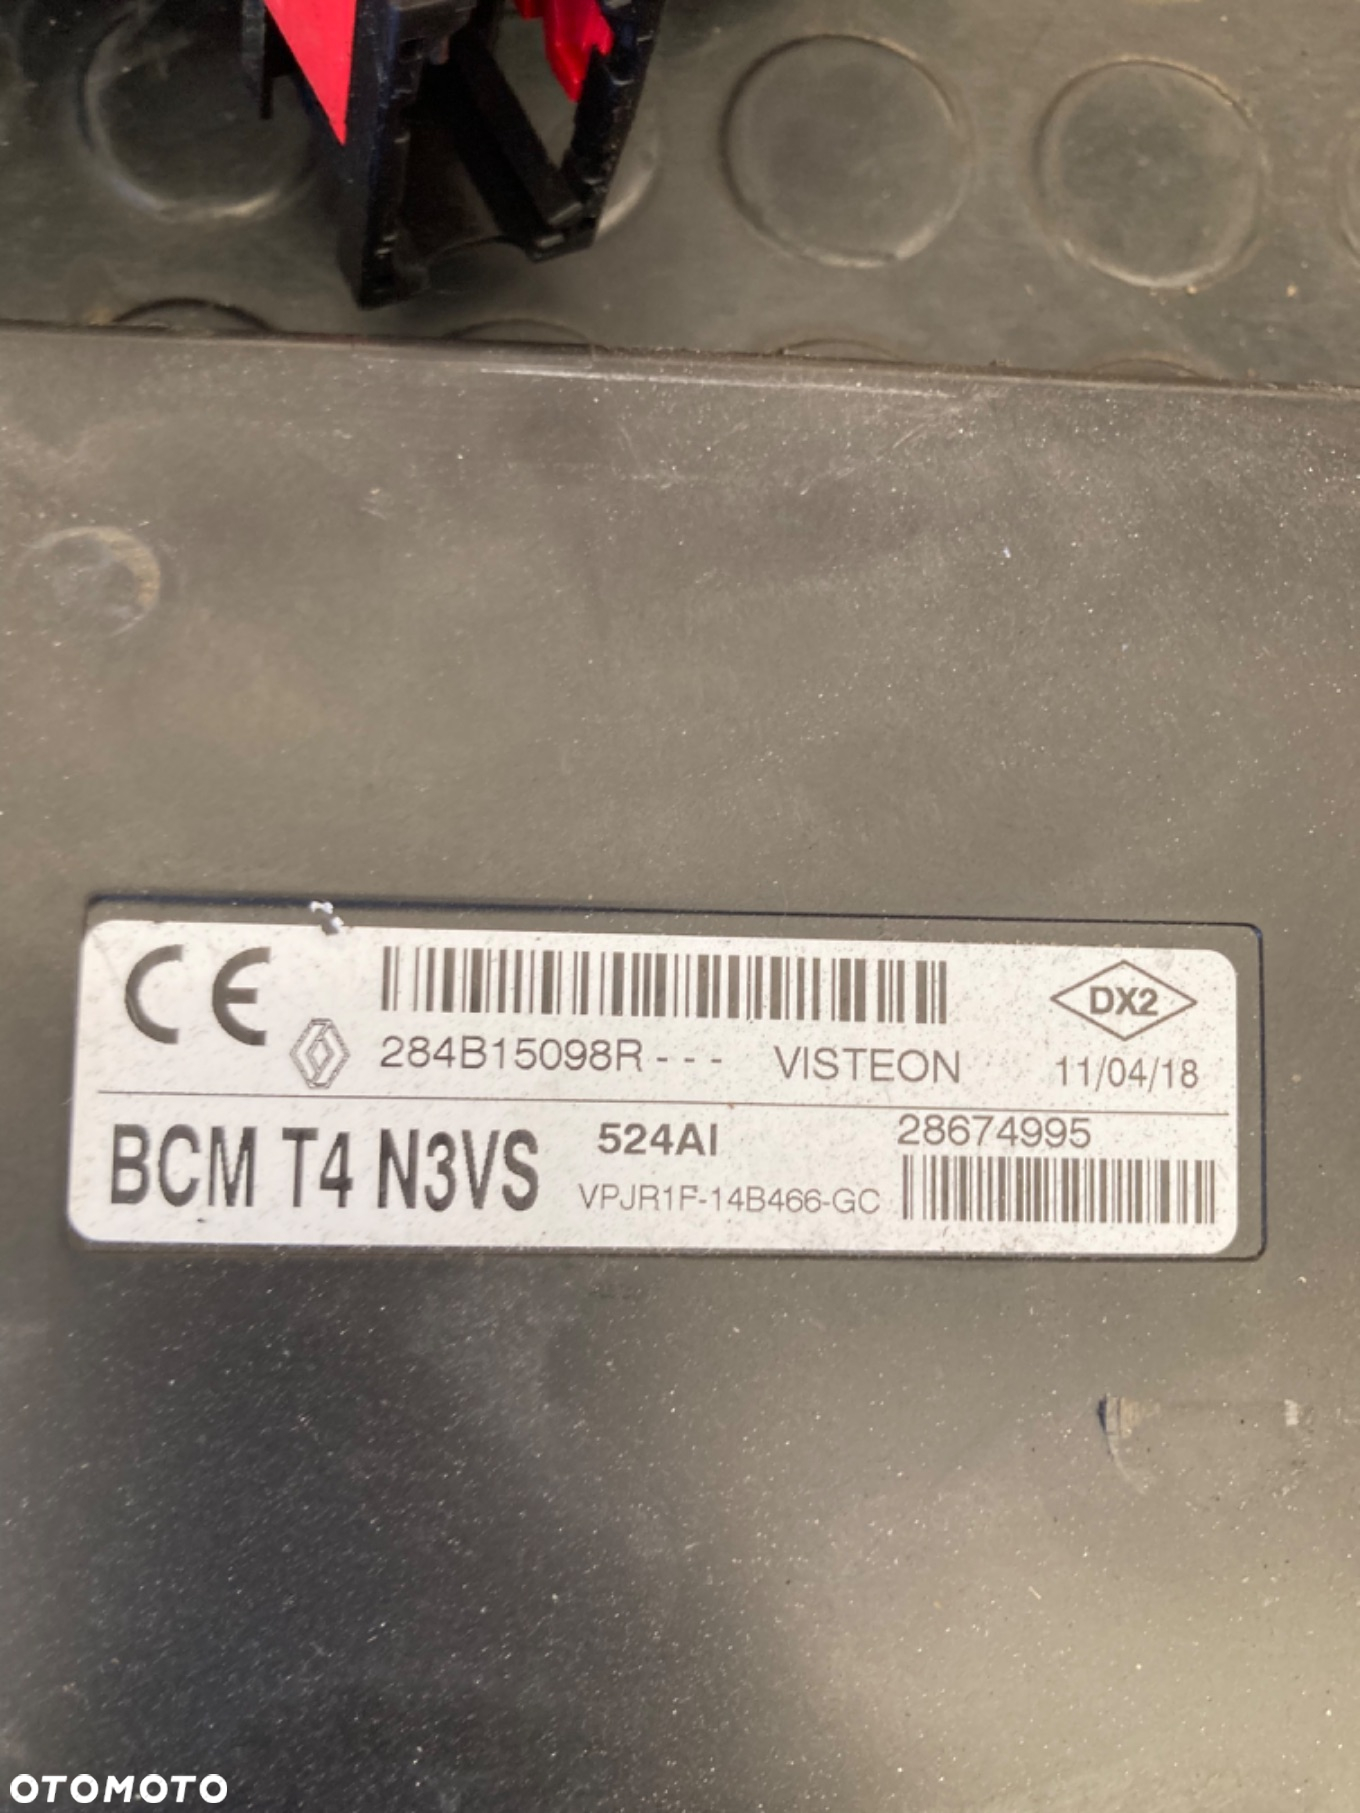 CE
284B15098R - - - VISTEON
DX2
11/04/18
BCM T4 N3VS
524AI
VPJR1F-14B466-GC
28674995
OTOMOTO